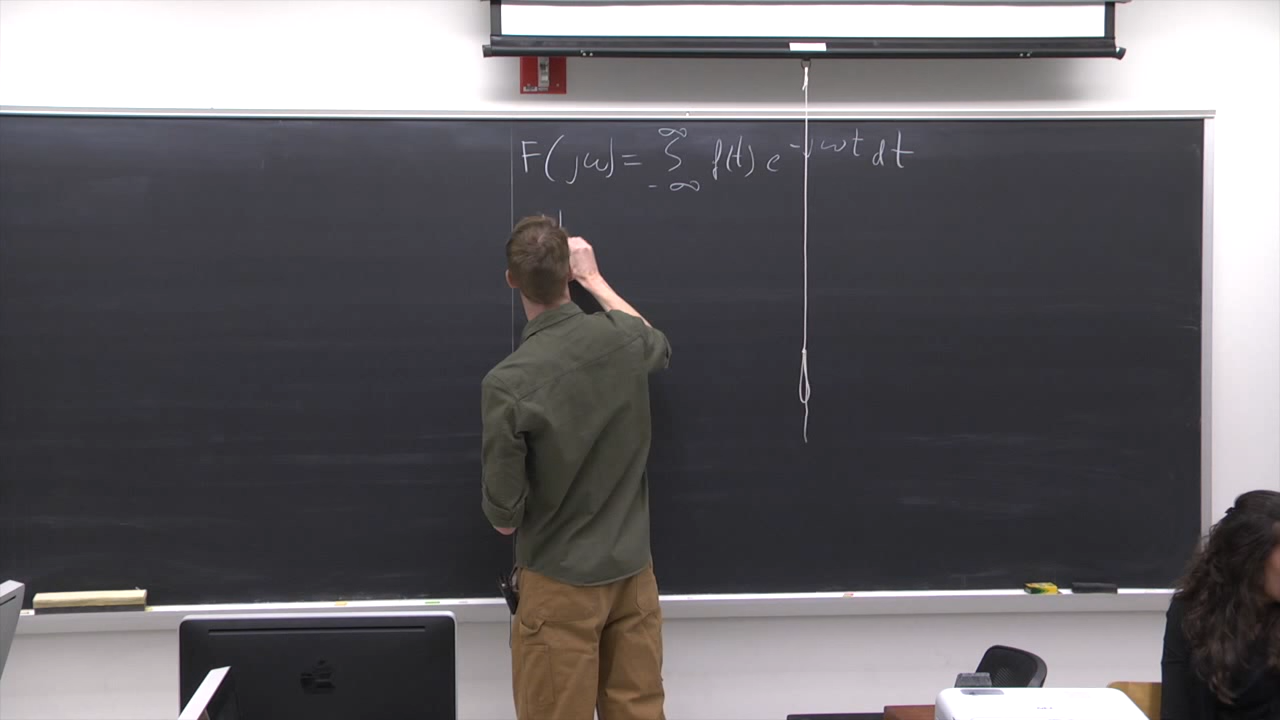 F(jω) = ∫_{-∞}^{∞} f(t) e^{-jωt} dt